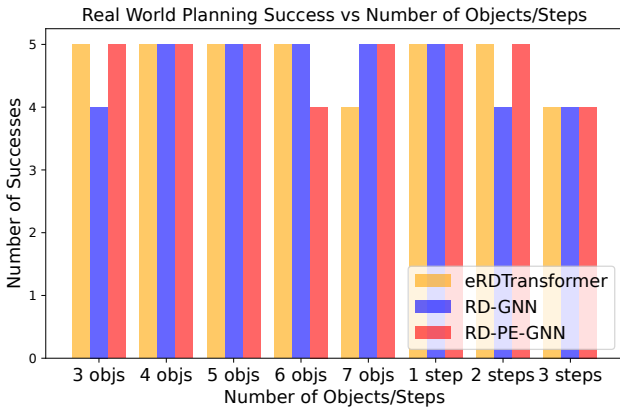 Real World Planning Success vs Number of Objects/Steps
Number of Successes
5
4
3
2
1
0
eRDTransformer
RD-GNN
RD-PE-GNN
3 objs 4 objs 5 objs 6 objs 7 objs 1 step 2 steps 3 steps
Number of Objects/Steps